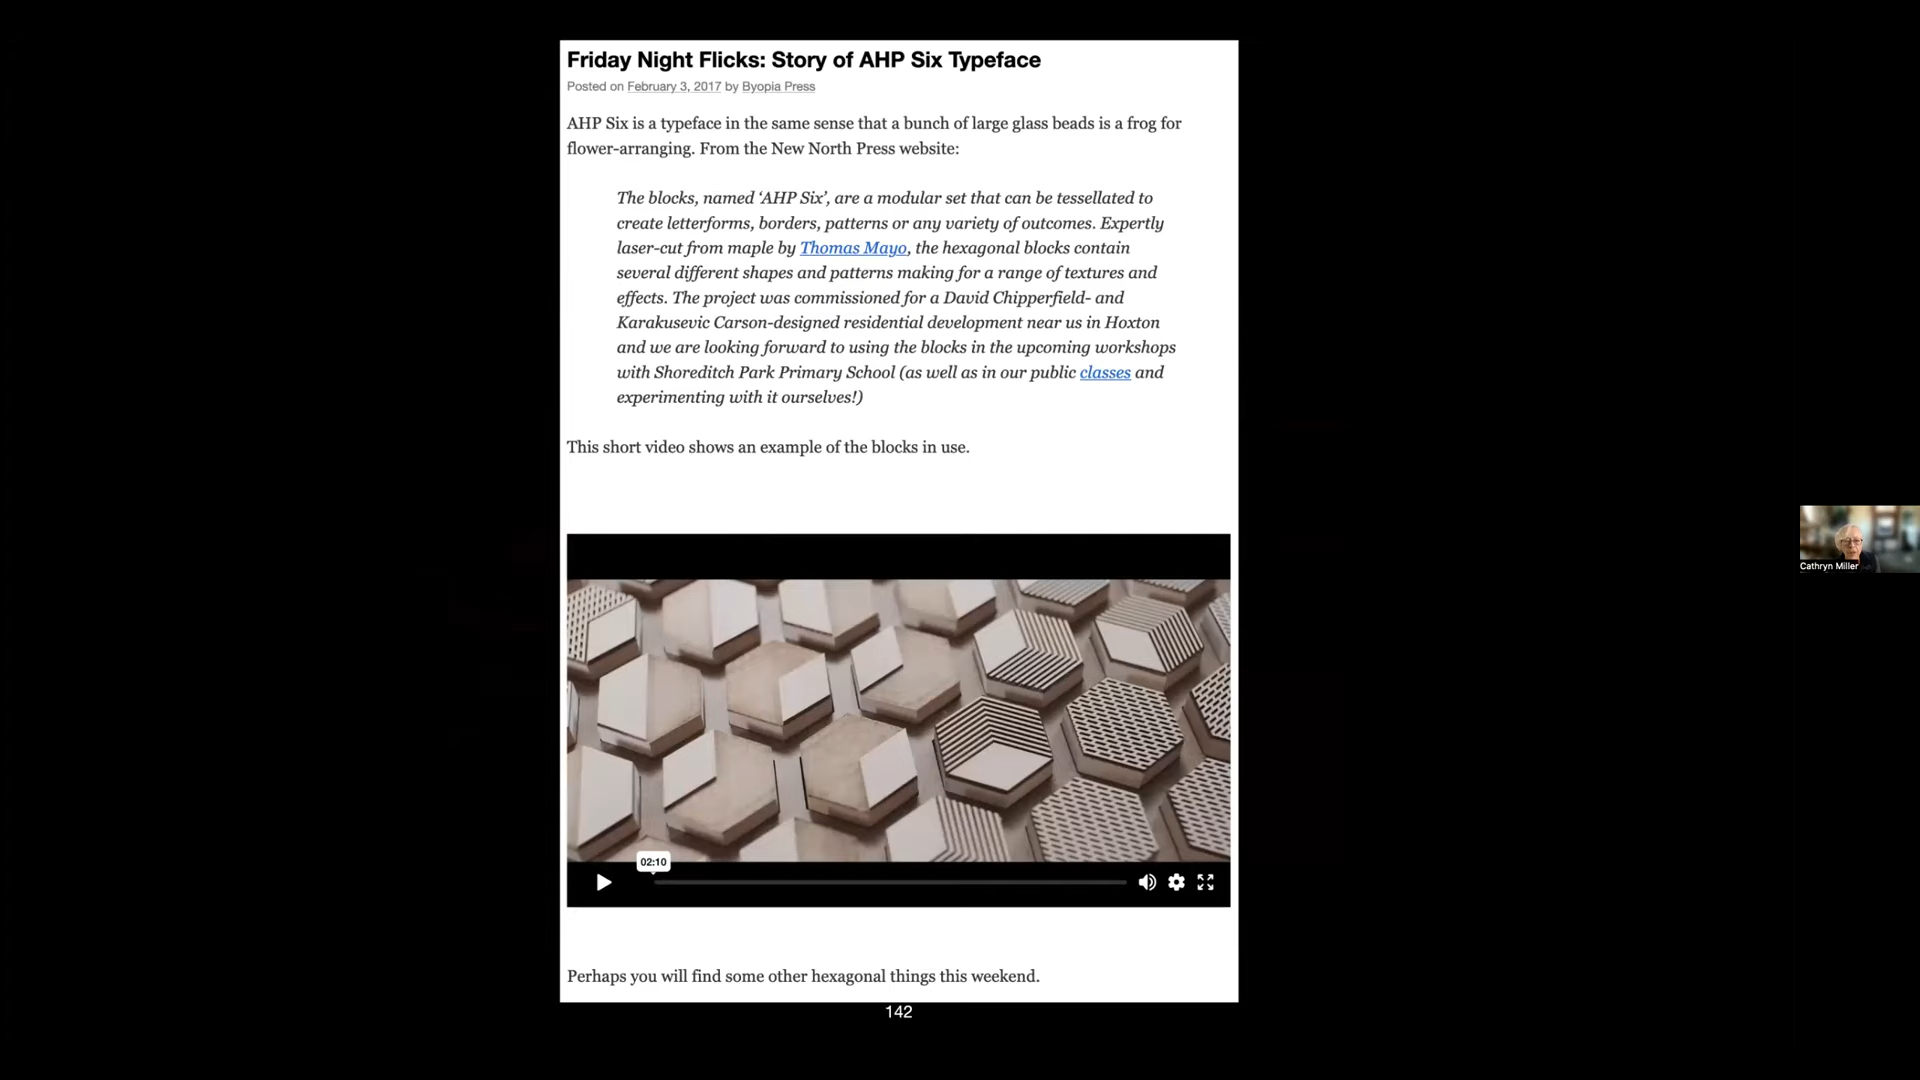 Friday Night Flicks: Story of AHP Six Typeface
Posted on February 3, 2017 by Byopia Press
AHP Six is a typeface in the same sense that a bunch of large glass beads is a frog for
flower-arranging. From the New North Press website:
The blocks, named ‘AHP Six’, are a modular set that can be tessellated to
create letterforms, borders, patterns or any variety of outcomes. Expertly
laser-cut from maple by Thomas Mayo, the hexagonal blocks contain
several different shapes and patterns making for a range of textures and
effects. The project was commissioned for a David Chipperfield- and
Karakusevic Carson-designed residential development near us in Hoxton
and we are looking forward to using the blocks in the upcoming workshops
with Shoreditch Park Primary School (as well as in our public classes and
experimenting with it ourselves!)
This short video shows an example of the blocks in use.
Cathryn Miller
02:10
Perhaps you will find some other hexagonal things this weekend.
142